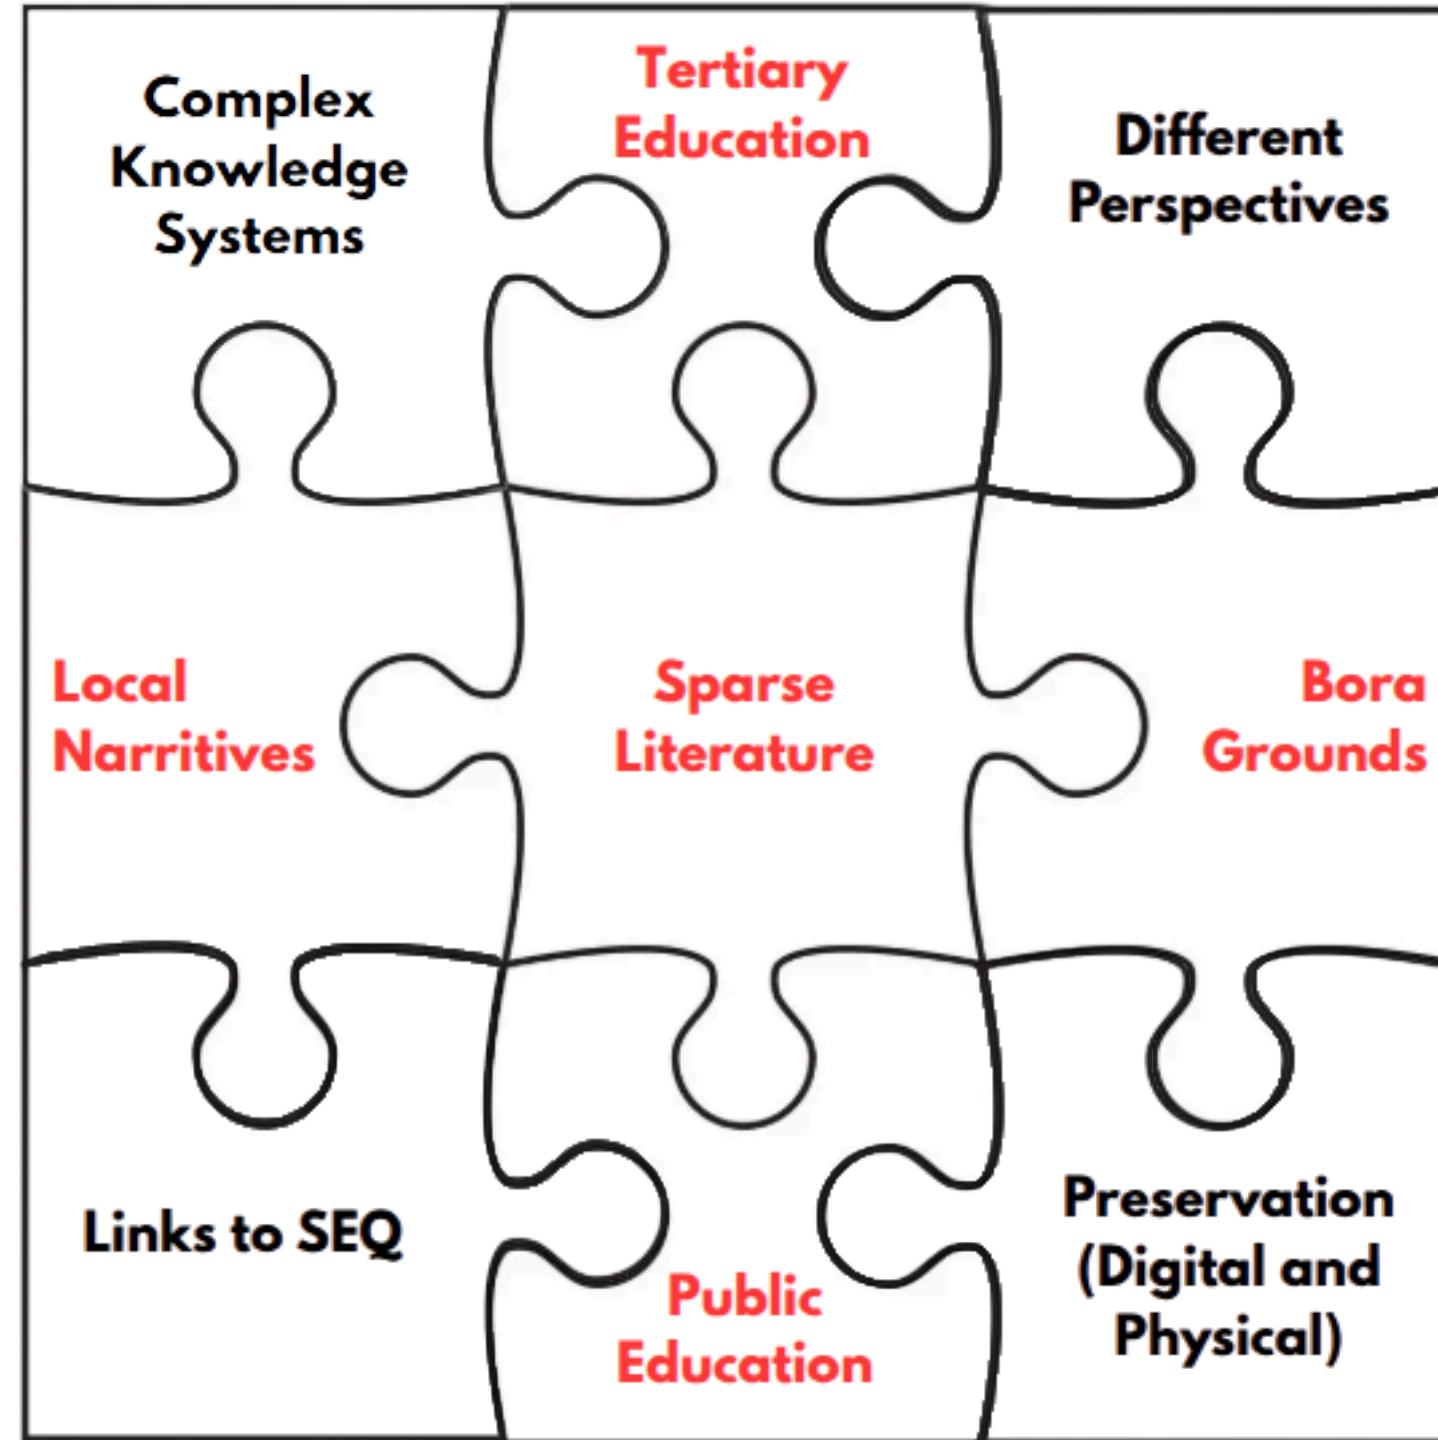 Complex
Knowledge
Systems
Tertiary
Education
Different
Perspectives
Local
Narritives
Sparse
Literature
Bora
Grounds
Links to SEQ
Public
Education
Preservation
(Digital and
Physical)